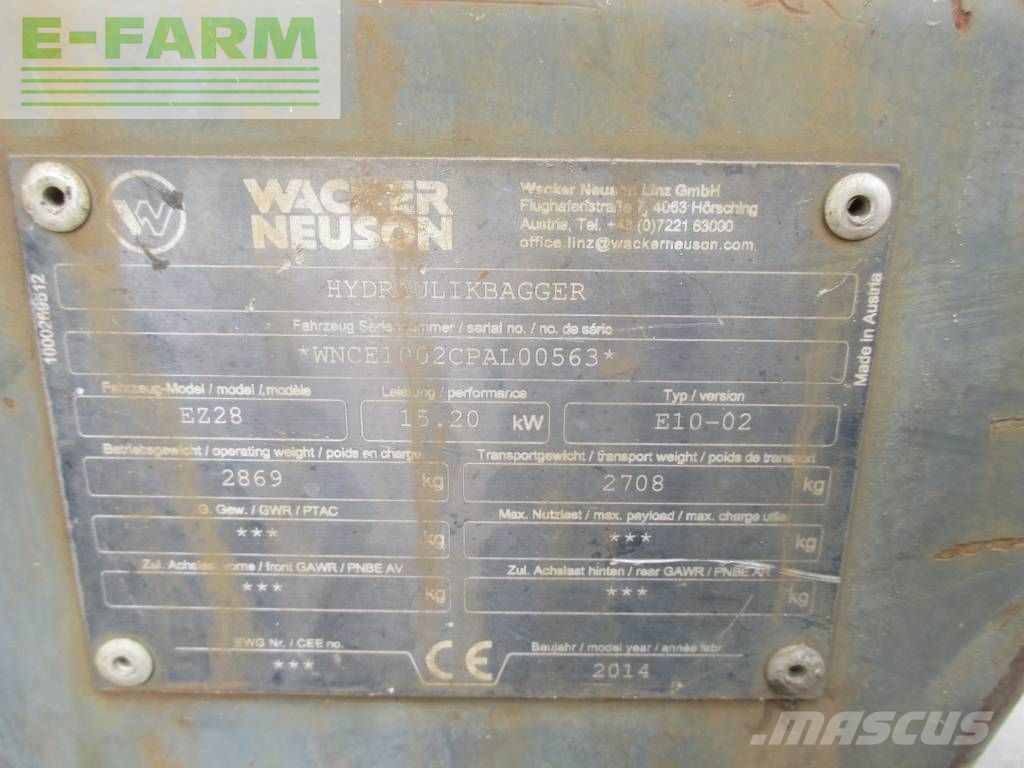 E-FARM
WACKER
NEUSON
Wacker Neuson Linz GmbH
Flughafenstraße 7, 4063 Hörsching
Austria, Tel. +43 (0)7221 63000
office.linz@wackerneuson.com
HYDRAULIKBAGGER
Fahrzeug Seriennummer / serial no. / no. de série
*WNCE1002CPAL00563*
Fahrzeug-Model / model / modèle
Leistung / performance
Typ / version
EZ28
15.20 kW
E10-02
Betriebsgewicht / operating weight / poids en charge
Transportgewicht / transport weight / poids de transport
2869 kg
2708 kg
G. Gew. / GWR / PTAC
Max. Nutzlast / max. payload / max. charge utile
*** kg
*** kg
Zul. Achslast vorne / front GAWR / PNBE AV
Zul. Achslast hinten / rear GAWR / PNBE AR
*** kg
*** kg
EWG Nr. / CEE no.
***
CE
Baujahr / model year / année fabr.
2014
1000269612
Made in Austria
MASCUS